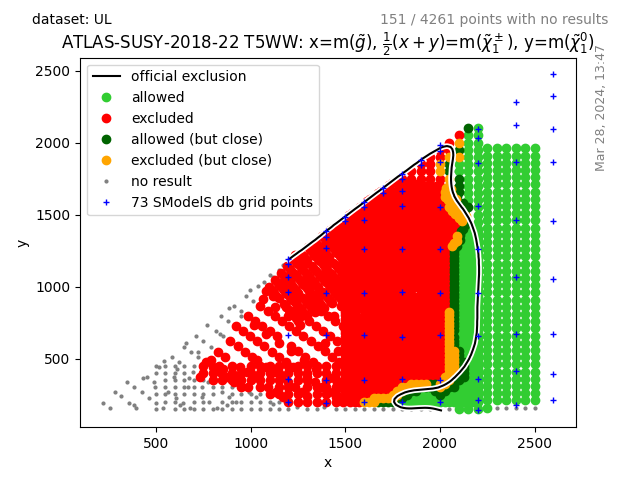 dataset: UL
151 / 4261 points with no results
ATLAS-SUSY-2018-22 T5WW: x=m(g̃), ½(x + y)=m(χ̃₁±), y=m(χ̃₁⁰)
official exclusion
allowed
excluded
allowed (but close)
excluded (but close)
no result
73 SModelS db grid points
Mar 28, 2024, 13:47
2500
2000
1500
1000
500
y
500 1000 1500 2000 2500
x